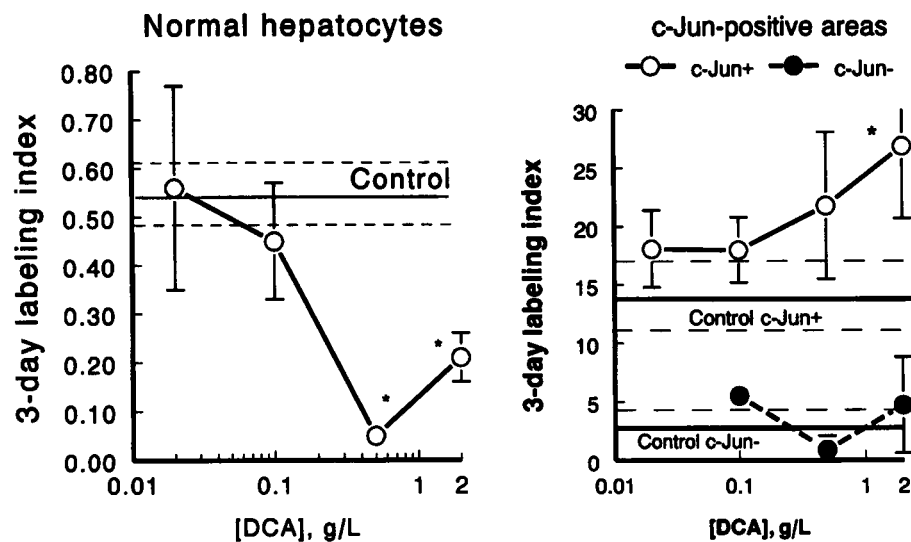 Normal hepatocytes
3-day labeling index
0.80
0.70
0.60
0.50
0.40
0.30
0.20
0.10
0.00
Control
*
*
0.01
0.1
1
2
[DCA], g/L
c-Jun-positive areas
c-Jun+
c-Jun-
3-day labeling index
30
25
20
15
10
5
0
*
Control c-Jun+
Control c-Jun-
0.01
0.1
1
2
[DCA], g/L